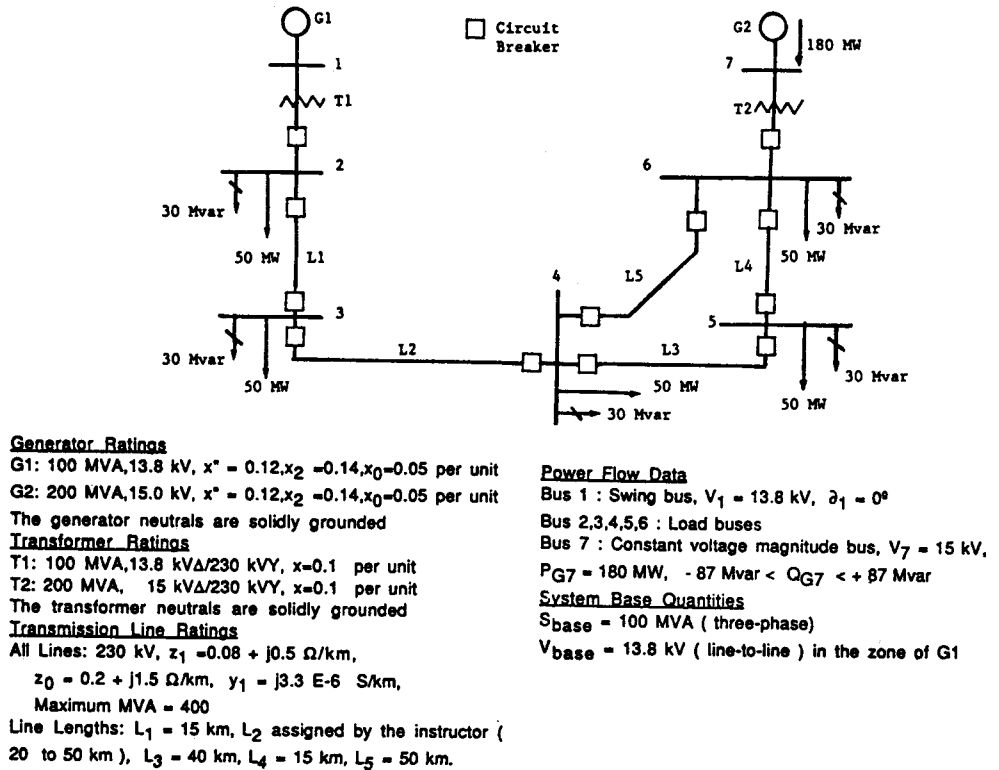 G1
Circuit
Breaker
G2
180 MW
1
7
T1
T2
2
6
30 Mvar
50 MW
L1
30 Mvar
50 MW
L4
L5
4
3
5
30 Mvar
50 MW
L2
L3
50 MW
30 Mvar
50 MW
30 Mvar
Generator Ratings
G1: 100 MVA,13.8 kV, x" = 0.12,x2 =0.14,x0=0.05 per unit
G2: 200 MVA,15.0 kV, x" = 0.12,x2 =0.14,x0=0.05 per unit
The generator neutrals are solidly grounded
Transformer Ratings
T1: 100 MVA,13.8 kVΔ/230 kVY, x=0.1 per unit
T2: 200 MVA, 15 kVΔ/230 kVY, x=0.1 per unit
The transformer neutrals are solidly grounded
Transmission Line Ratings
All Lines: 230 kV, z1 =0.08 + j0.5 Ω/km,
z0 = 0.2 + j1.5 Ω/km, y1 = j3.3 E-6 S/km,
Maximum MVA = 400
Line Lengths: L1 = 15 km, L2 assigned by the instructor (
20 to 50 km ), L3 = 40 km, L4 = 15 km, L5 = 50 km.
Power Flow Data
Bus 1 : Swing bus, V1 = 13.8 kV, ∂1 = 0º
Bus 2,3,4,5,6 : Load buses
Bus 7 : Constant voltage magnitude bus, V7 = 15 kV,
PG7 = 180 MW, - 87 Mvar < QG7 < + 87 Mvar
System Base Quantities
Sbase = 100 MVA ( three-phase)
Vbase = 13.8 kV ( line-to-line ) in the zone of G1